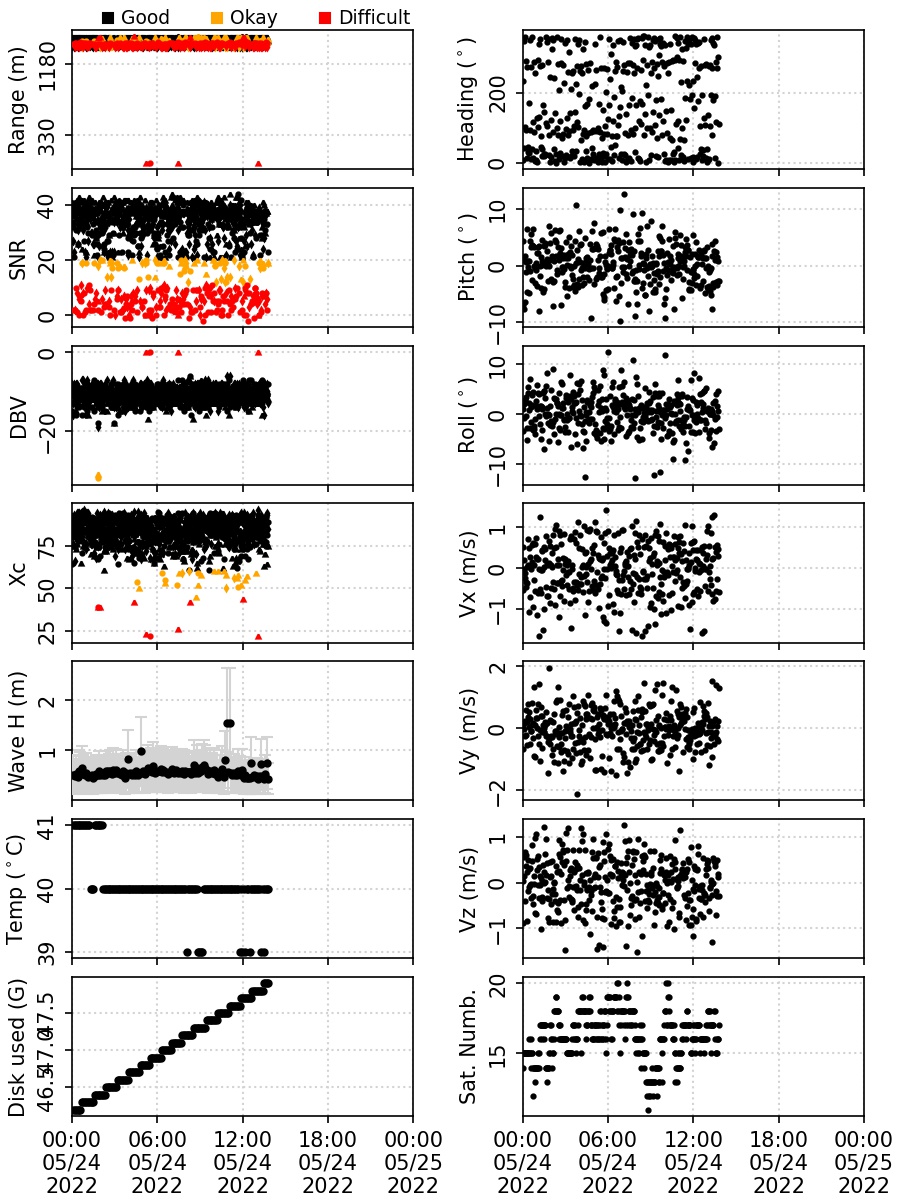 Good Okay Difficult
Range (m)
1180
330
Heading (°)
200
0
SNR
40
20
0
Pitch (°)
10
0
−10
DBV
0
−20
Roll (°)
10
0
−10
Xc
75
50
25
Vx (m/s)
1
0
−1
Wave H (m)
2
1
Vy (m/s)
2
0
−2
Temp (°C)
41
40
39
Vz (m/s)
1
0
−1
Disk used (G)
47.5
47.0
46.5
Sat. Numb.
20
15
00:00 06:00 12:00 18:00 00:00
05/24 05/24 05/24 05/24 05/25
2022 2022 2022 2022 2022
00:00 06:00 12:00 18:00 00:00
05/24 05/24 05/24 05/24 05/25
2022 2022 2022 2022 2022